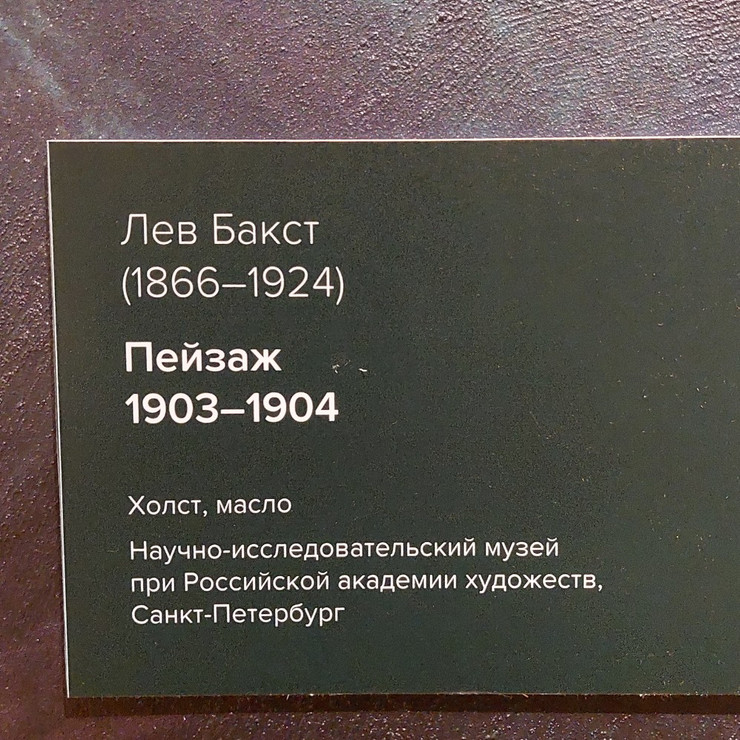 Лев Бакст
(1866–1924)
Пейзаж
1903–1904
Холст, масло
Научно-исследовательский музей
при Российской академии художеств,
Санкт-Петербург